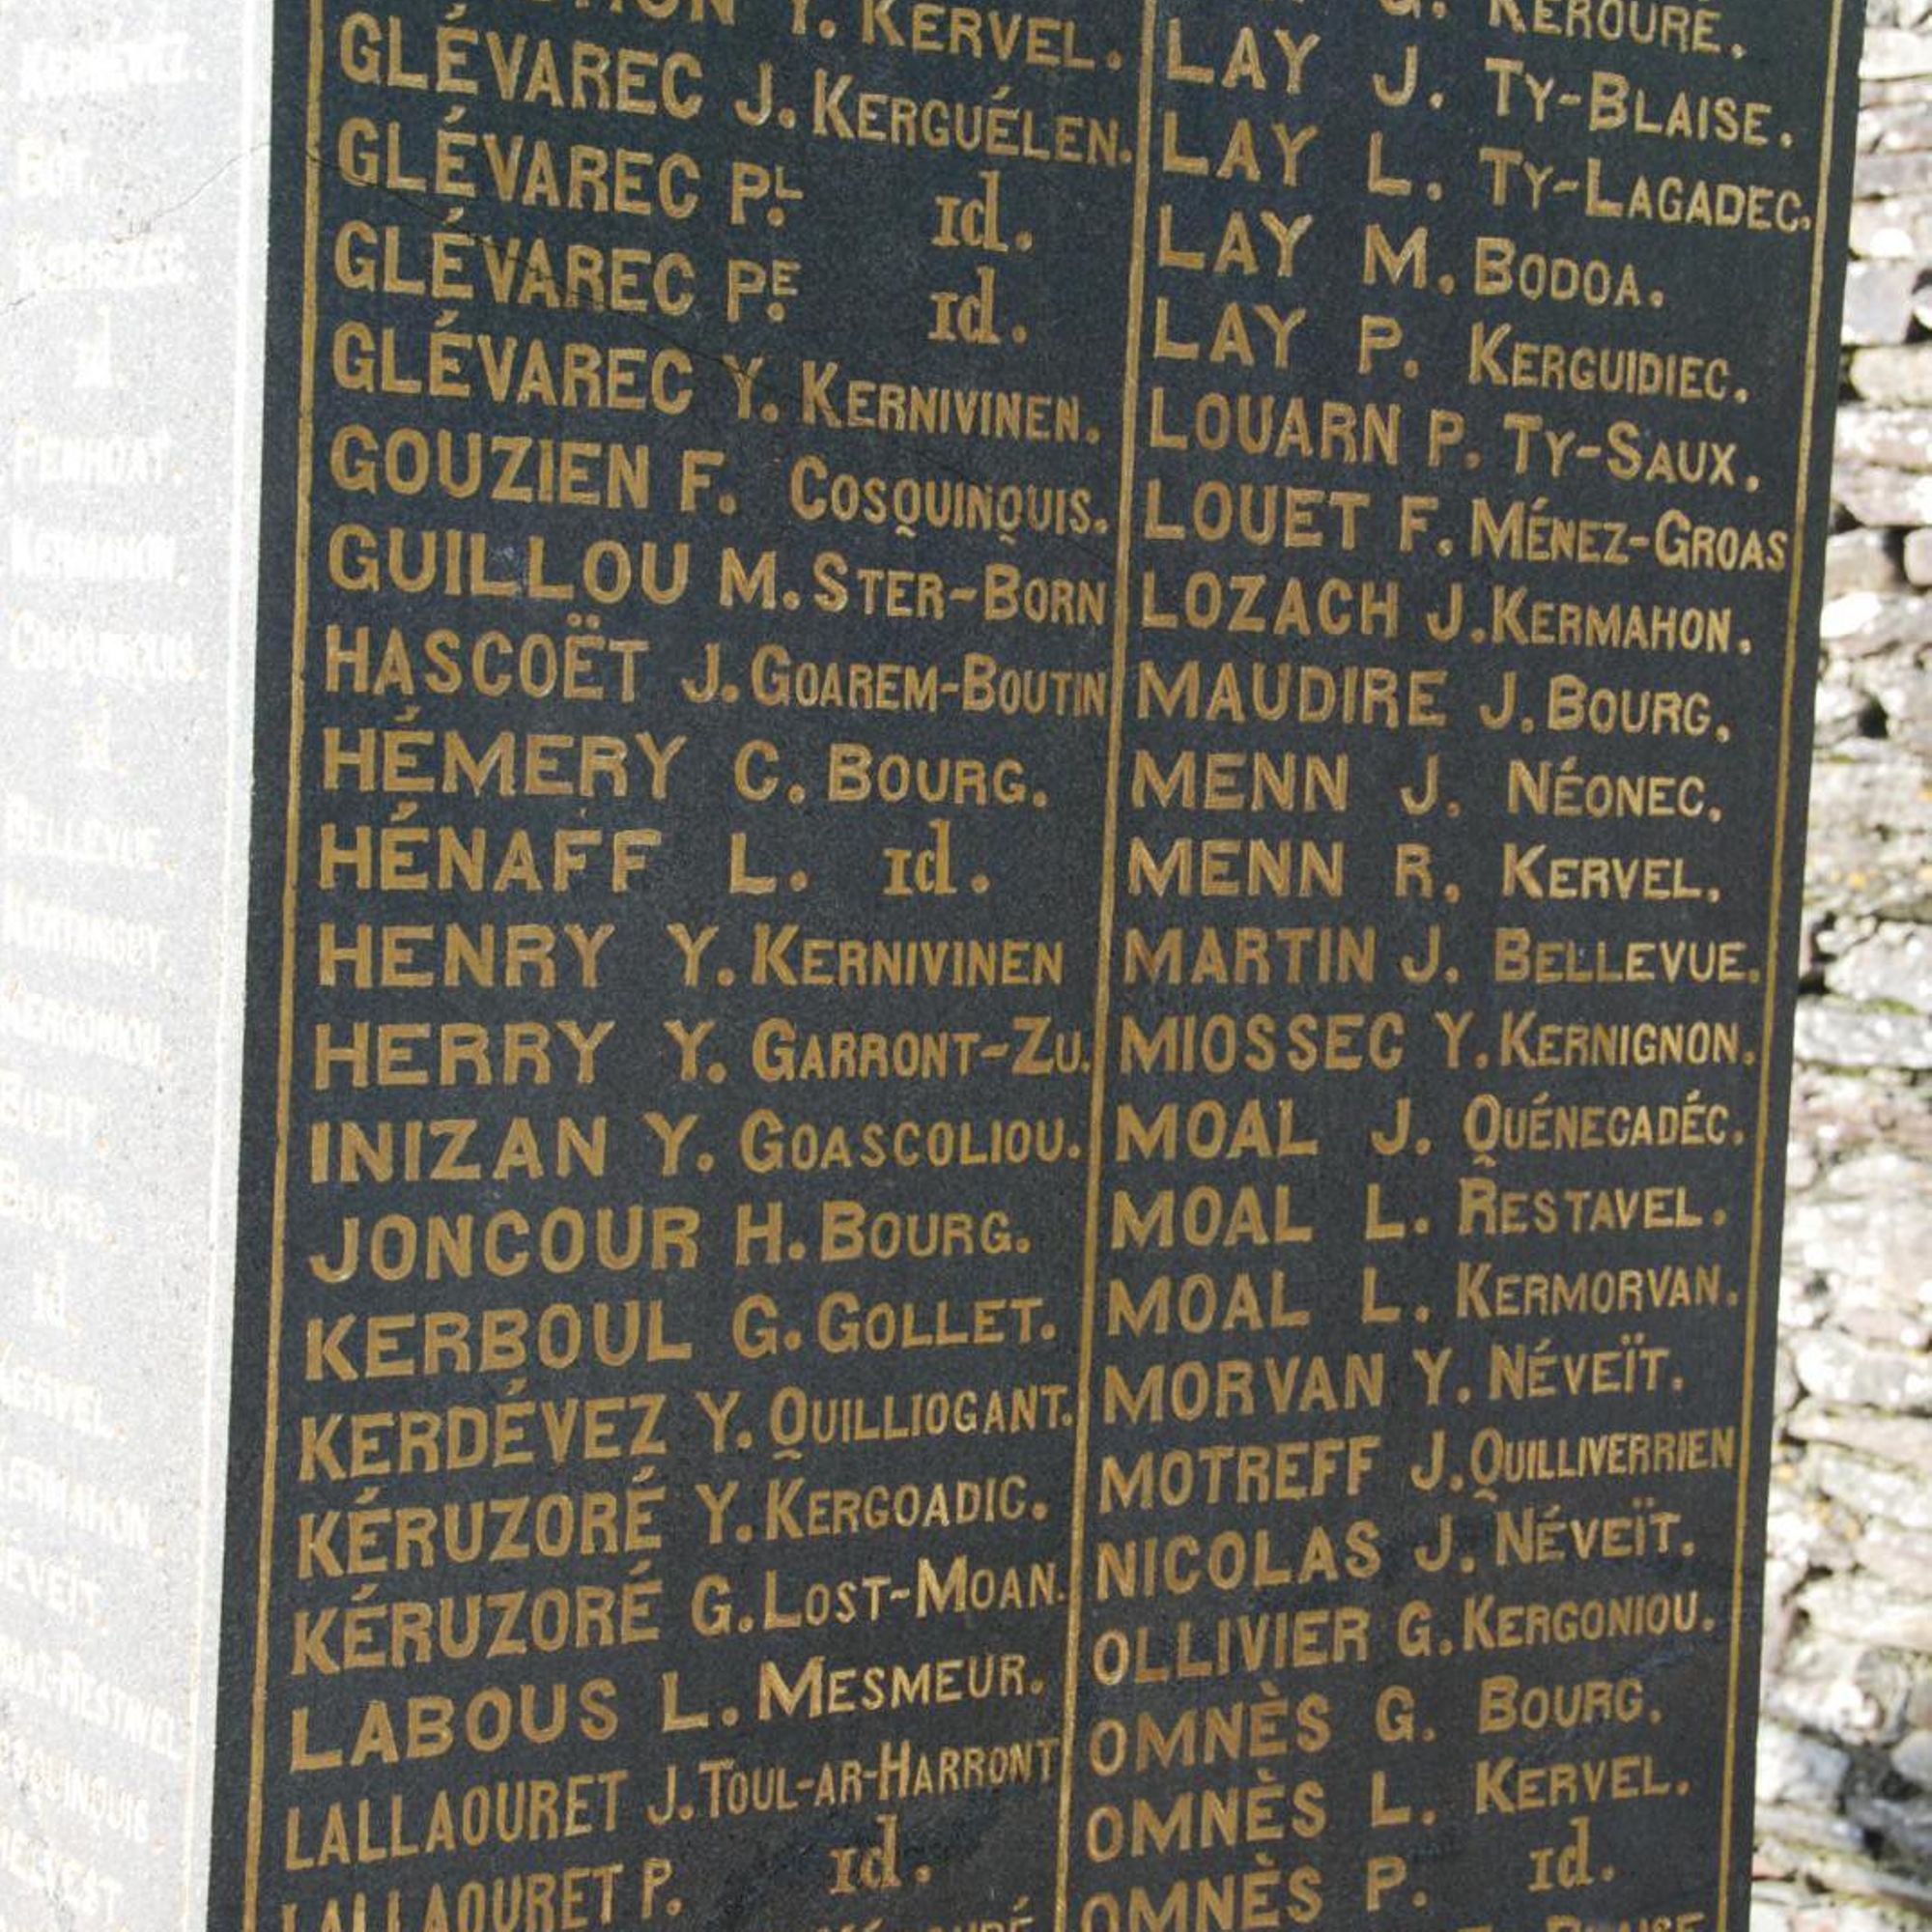 Y. KERVEL.
GLÉVAREC J. KERGUÉLEN.
GLÉVAREC PL. id.
GLÉVAREC PE. id.
GLÉVAREC Y. KERNIVINEN.
GOUZIEN F. COSQUINQUIS.
GUILLOU M. STER-BORN
HASCOËT J. GOAREM-BOUTIN
HÉMERY C. BOURG.
HÉNAFF L. id.
HENRY Y. KERNIVINEN
HERRY Y. GARRONT-ZU.
INIZAN Y. GOASCOLIOU.
JONCOUR H. BOURG.
KERBOUL G. GOLLET.
KERDÉVEZ Y. QUILLIOGANT.
KÉRUZORÉ Y. KERGOADIC.
KÉRUZORÉ G. LOST-MOAN.
LABOUS L. MESMEUR.
LALLAOURET J. TOUL-AR-HARRONT
LALLAOURET P. id.
G. KEROURÉ.
LAY J. TY-BLAISE.
LAY L. TY-LAGADEC.
LAY M. BODOA.
LAY P. KERGUIDIEC.
LOUARN P. TY-SAUX.
LOUET F. MÉNEZ-GROAS
LOZACH J. KERMAHON.
MAUDIRE J. BOURG.
MENN J. NÉONEC.
MENN R. KERVEL.
MARTIN J. BELLEVUE.
MIOSSEC Y. KERNIGNON.
MOAL J. QUÉNECADÉC.
MOAL L. RESTAVEL.
MOAL L. KERMORVAN.
MORVAN Y. NÉVEÏT.
MOTREFF J. QUILLIVERRIEN
NICOLAS J. NÉVEÏT.
OLLIVIER G. KERGONIOU.
OMNÈS G. BOURG.
OMNÈS L. KERVEL.
OMNÈS P. id.